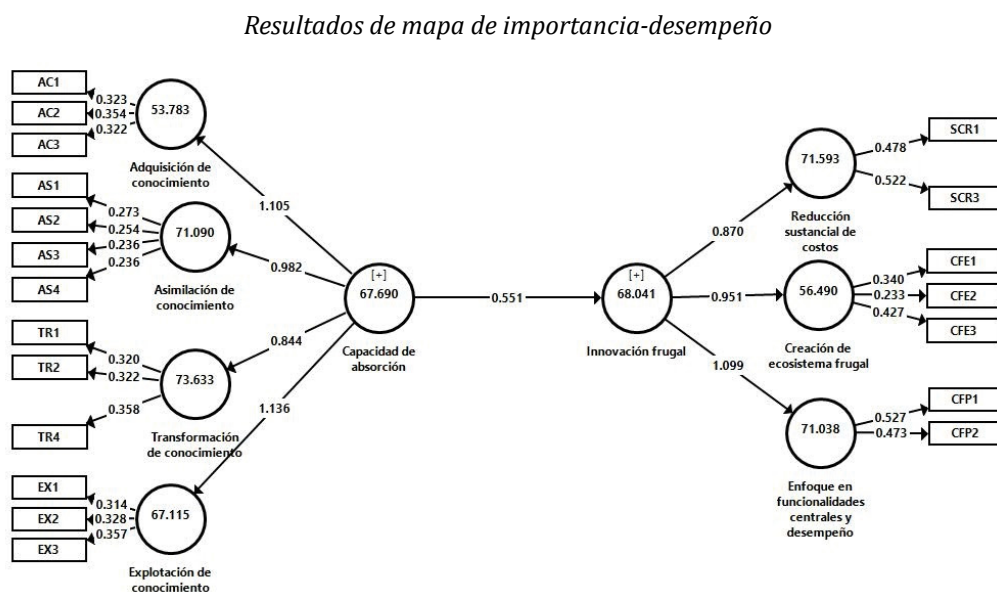 Resultados de mapa de importancia-desempeño
AC1
AC2
AC3
0.323
0.354
0.322
53.783
Adquisición de
conocimiento
AS1
AS2
AS3
AS4
0.273
0.254
0.236
0.236
71.090
Asimilación de
conocimiento
TR1
TR2
TR4
0.320
0.322
0.358
73.633
Transformación
de conocimiento
EX1
EX2
EX3
0.314
0.328
0.357
67.115
Explotación de
conocimiento
1.105
0.982
0.844
1.136
[+]
67.690
Capacidad de
absorción
0.551
[+]
68.041
Innovación frugal
0.870
0.951
1.099
71.593
Reducción
sustancial de
costos
0.478
0.522
SCR1
SCR3
56.490
Creación de
ecosistema frugal
0.340
0.233
0.427
CFE1
CFE2
CFE3
71.038
Enfoque en
funcionalidades
centrales y
desempeño
0.527
0.473
CFP1
CFP2